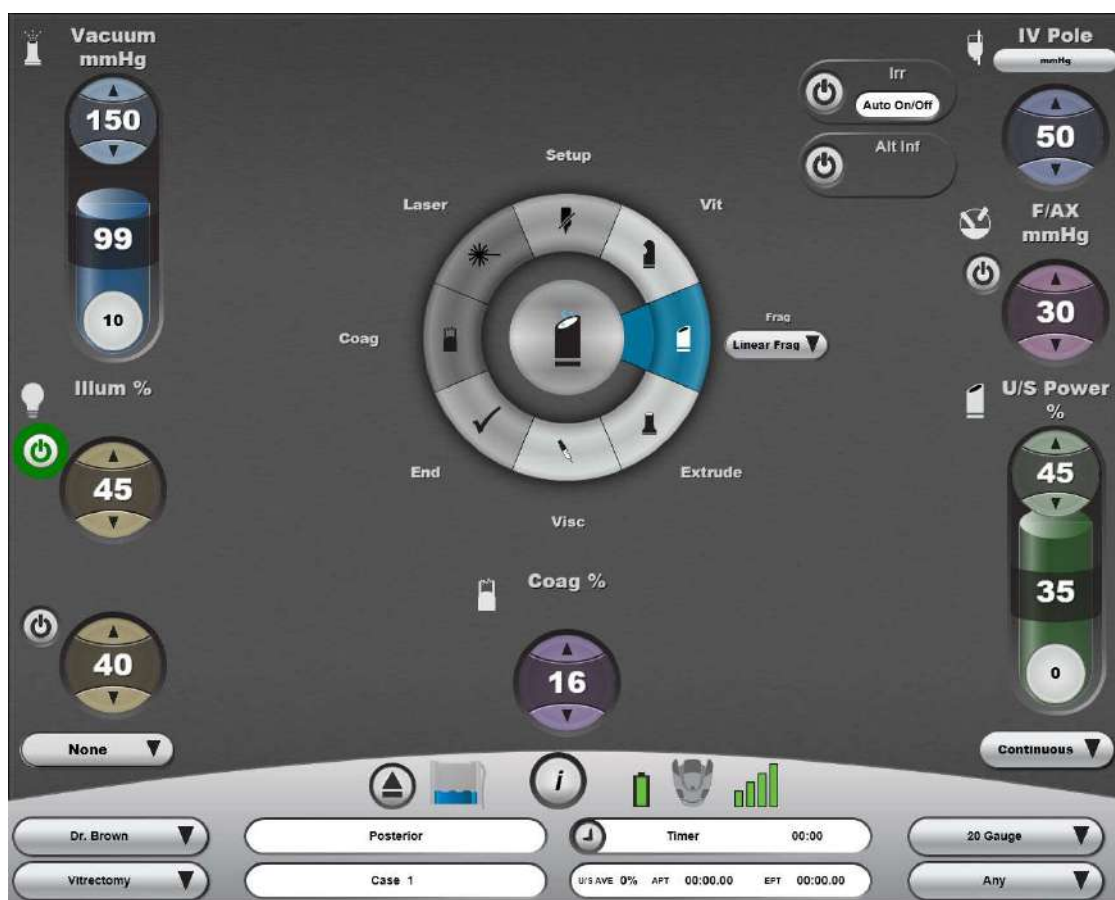 Vacuum
mmHg
150
99
10
Illum %
45
40
None
Setup
Laser
Vit
Coag
Frag
Linear Frag
End
Extrude
Visc
Coag %
16
Irr
Auto On/Off
Alt Inf
IV Pole
mmHg
50
F/AX
mmHg
30
U/S Power
%
45
35
0
Continuous
i
Dr. Brown
Posterior
Timer 00:00
20 Gauge
Vitrectomy
Case 1
U/S AVE 0% APT 00:00.00 EPT 00:00.00
Any